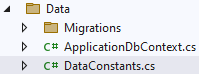 Data
Migrations
C# ApplicationDbContext.cs
C# DataConstants.cs